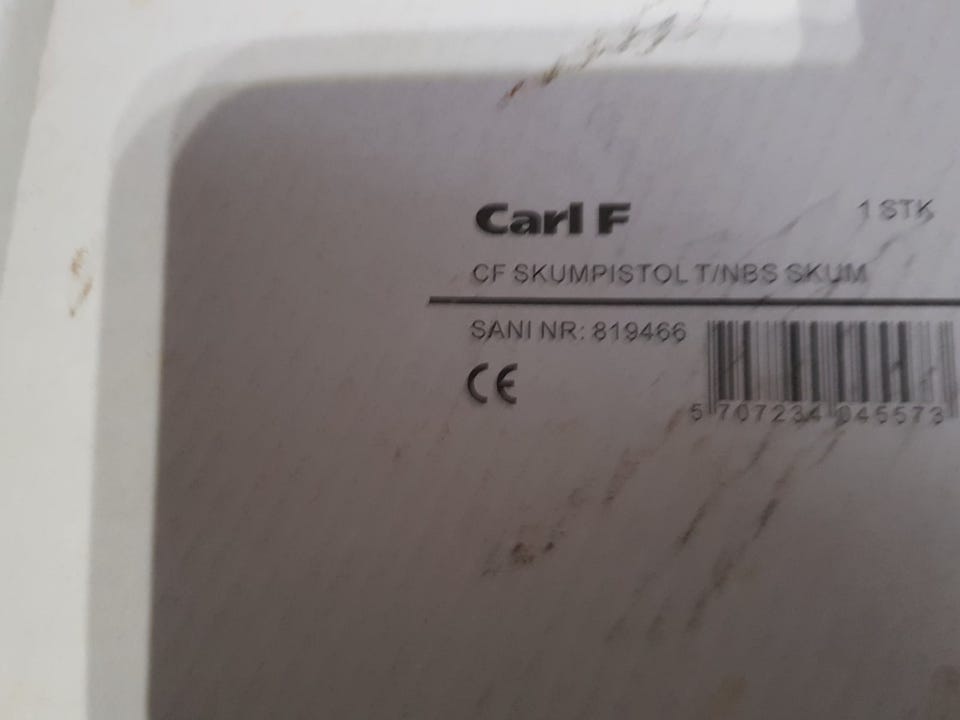 Carl F
1 STK
CF SKUMPISTOL T/NBS SKUM
SANI NR: 819466
CE
5 707234 045573